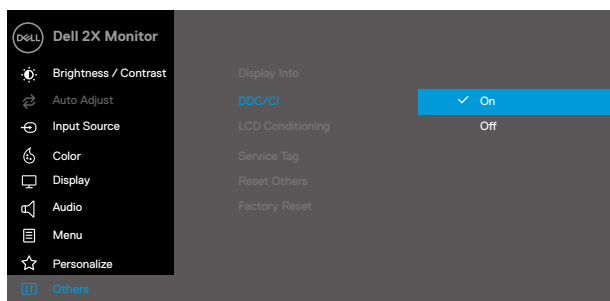 DELL Dell 2X Monitor
Brightness / Contrast
Display Info
Auto Adjust
DDC/CI
On
Input Source
LCD Conditioning
Off
Color
Service Tag
Display
Reset Others
Audio
Factory Reset
Menu
Personalize
Others